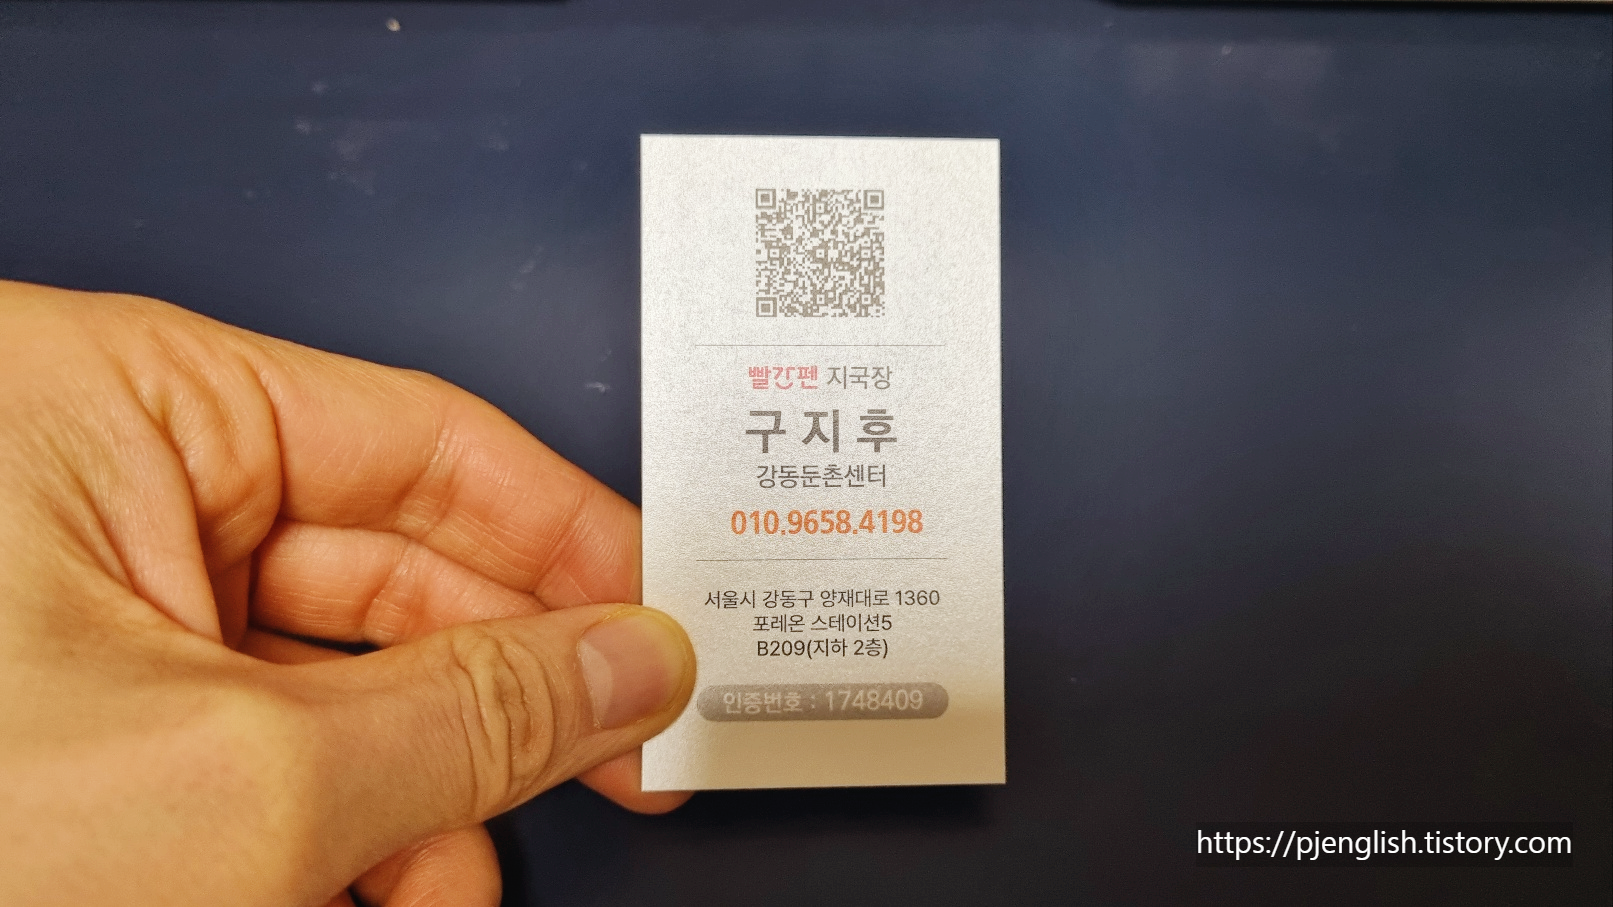 빨간펜 지국장
구지후
강동둔촌센터
010.9658.4198
서울시 강동구 양재대로 1360
포레온 스테이션5
B209(지하 2층)
인증번호 : 1748409
https://pjenglish.tistory.com